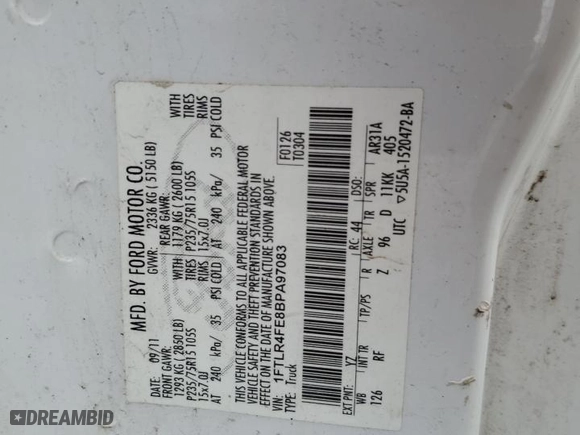 MFD. BY FORD MOTOR CO.
DATE: 09/11 GVWR: 2336 KG ( 5150 LB)
FRONT GAWR: REAR GAWR: WITH
1293 KG ( 2850 LB) 1179 KG ( 2600 LB) TIRES
P235/75R15 105S P235/75R15 105S RIMS
15x7.0J 15x7.0J
AT 240 kPa/ 35 PSI COLD AT 240 kPa/ 35 PSI COLD
THIS VEHICLE CONFORMS TO ALL APPLICABLE FEDERAL MOTOR
VEHICLE SAFETY AND THEFT PREVENTION STANDARDS IN
EFFECT ON THE DATE OF MANUFACTURE SHOWN ABOVE.
VIN: 1FTLR4FE8BPA97083 F0126
TYPE: Truck T0304
EXT PNT: YZ RC: 44 DSO:
WB INT TR TP/PS R AXLE TR SPR AR31A
126 RF Z 96 D 11KK 405
UTC ▽5U5A-1520472-BA
DREAMBID
DREAMBID.COM